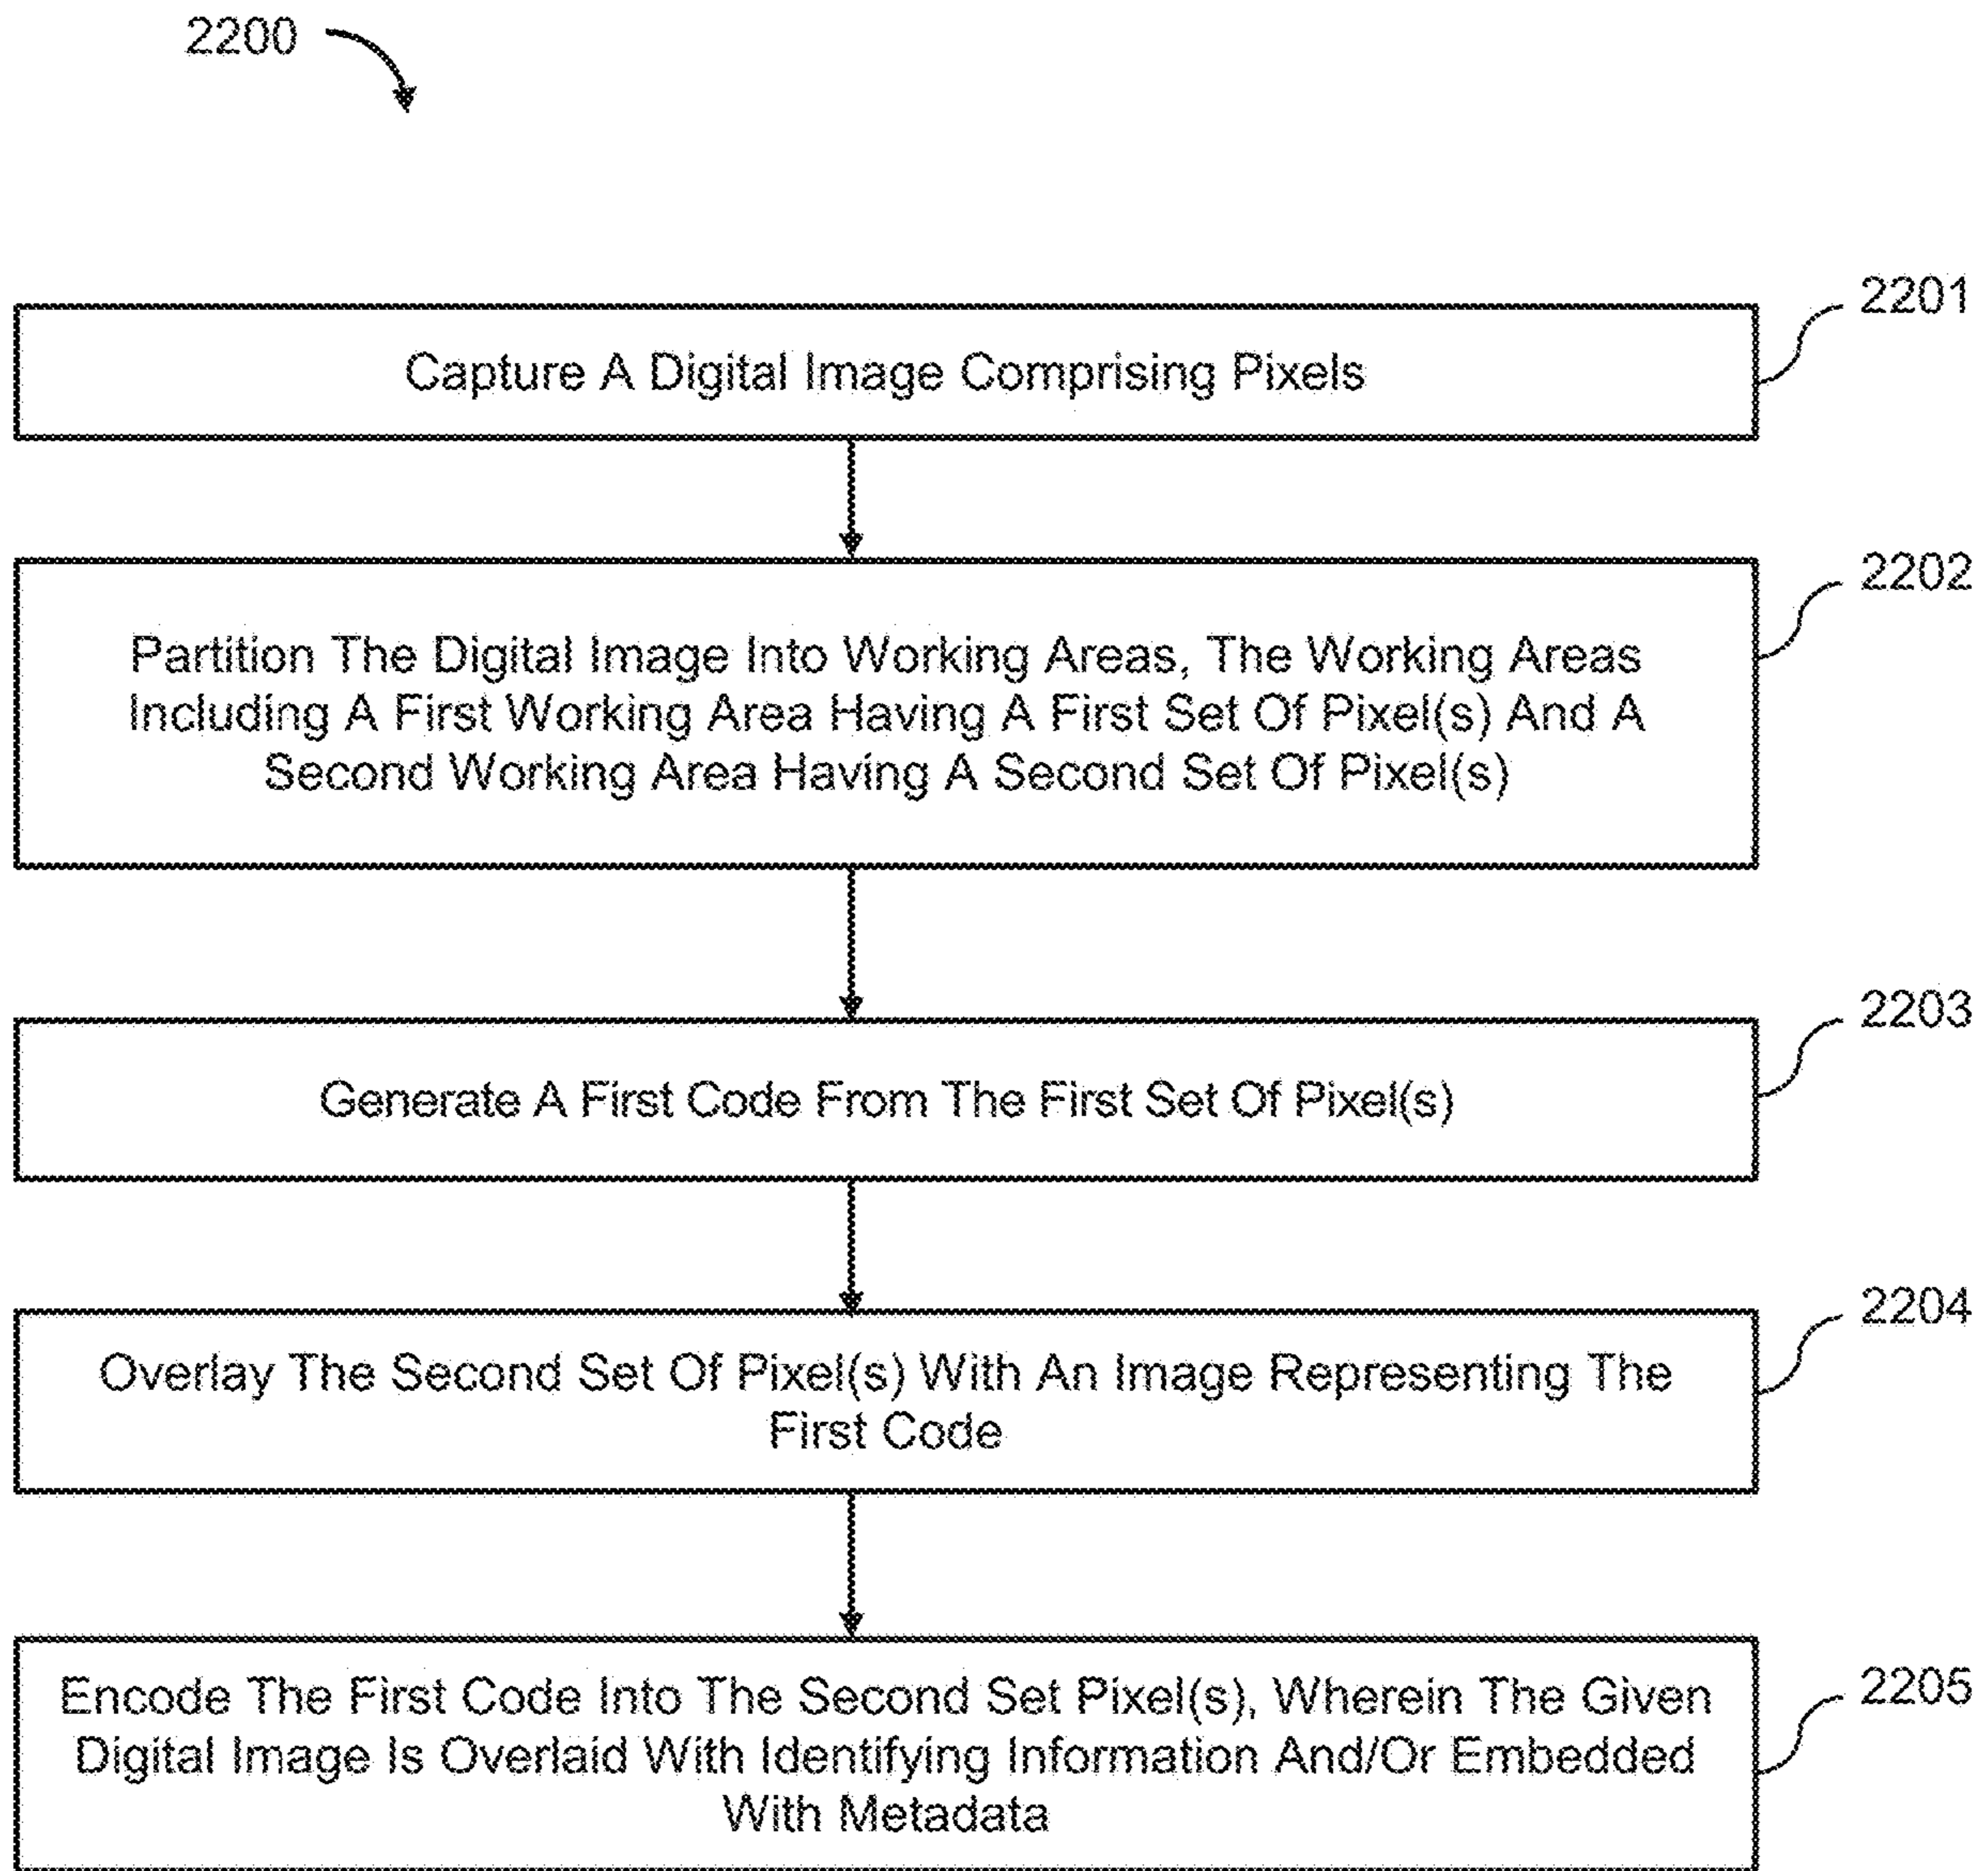 2200
2201
Capture A Digital Image Comprising Pixels
2202
Partition The Digital Image Into Working Areas, The Working Areas
Including A First Working Area Having A First Set Of Pixel(s) And A
Second Working Area Having A Second Set Of Pixel(s)
2203
Generate A First Code From The First Set Of Pixel(s)
2204
Overlay The Second Set Of Pixel(s) With An Image Representing The
First Code
2205
Encode The First Code Into The Second Set Pixel(s), Wherein The Given
Digital Image Is Overlaid With Identifying Information And/Or Embedded
With Metadata